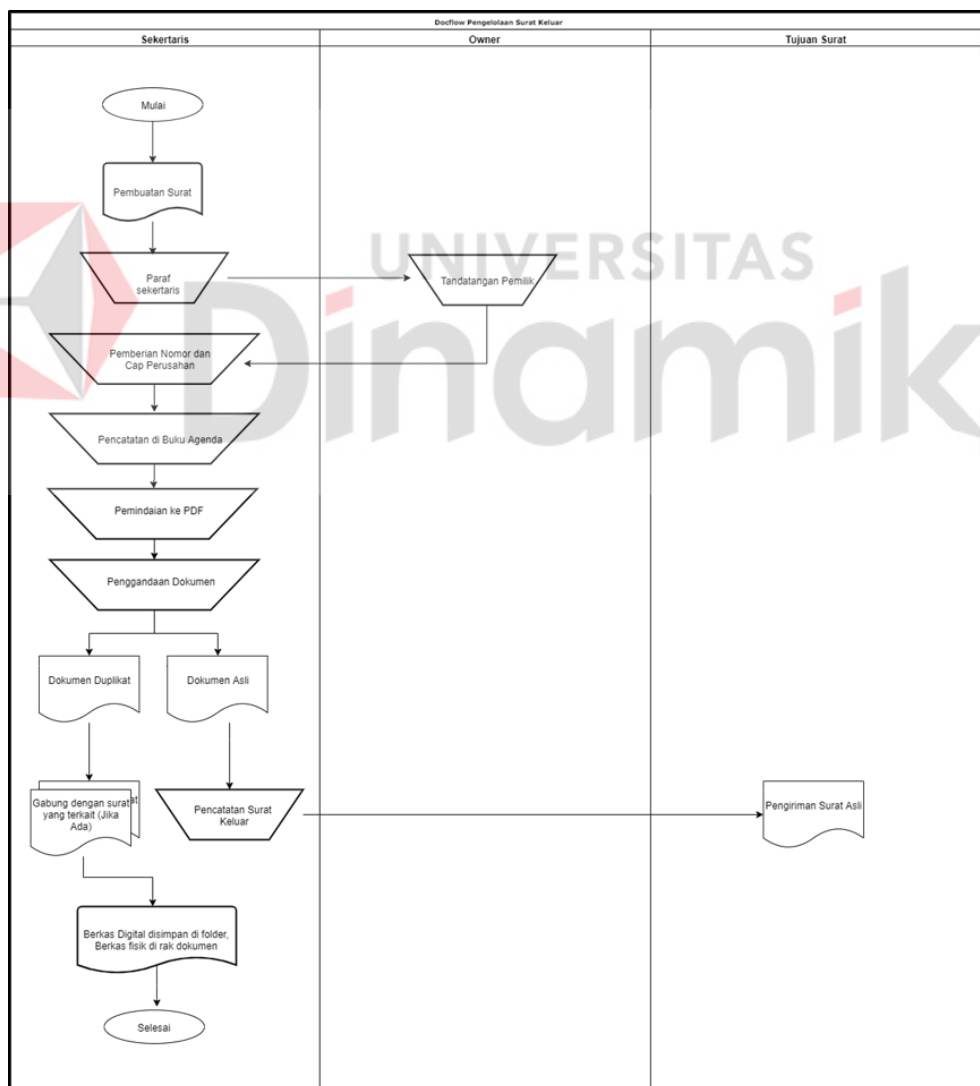 Docflow Pengelolaan Surat Keluar
Sekertaris
Owner
Tujuan Surat
Mulai
Pembuatan Surat
UNIVERSITAS
Dinamika
Paraf
sekertaris
Tandatangan Pemilik
Pemberian Nomor dan
Cap Perusahan
Pencatatan di Buku Agenda
Pemindaian ke PDF
Penggandaan Dokumen
Dokumen Duplikat
Dokumen Asli
Gabung dengan surat
yang terkait (Jika
Ada)
Pencatatan Surat
Keluar
Pengiriman Surat Asli
Berkas Digital disimpan di folder,
Berkas fisik di rak dokumen
Selesai